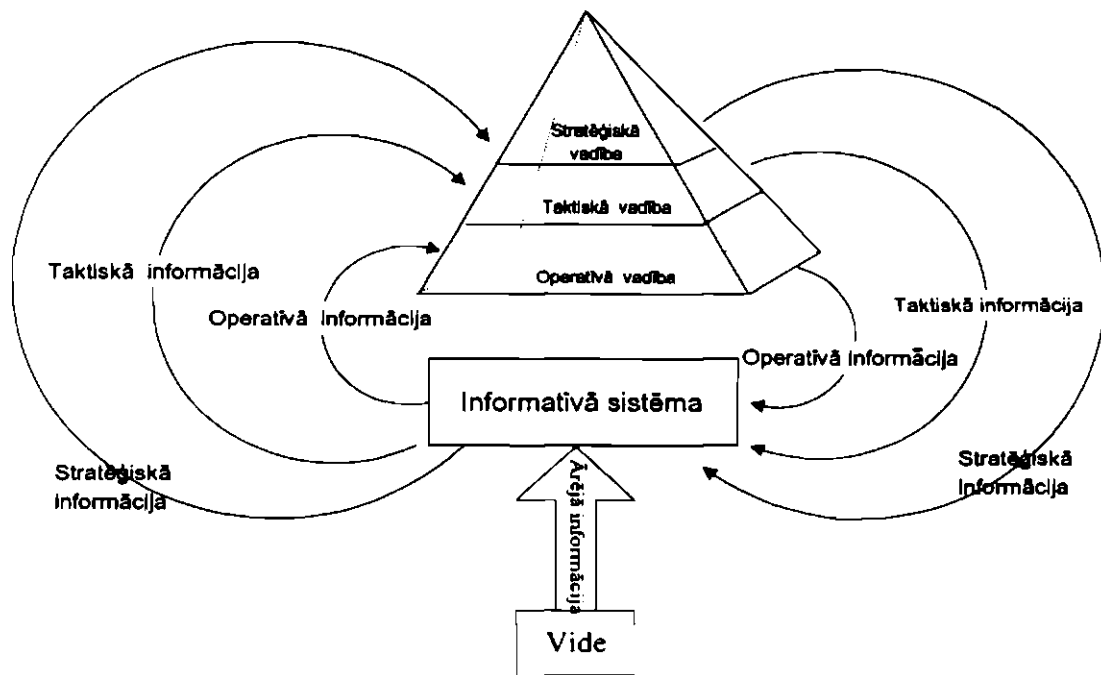 Stratēģiskā
vadība
Taktiskā vadība
Operatīvā vadība
Taktiskā informācija
Operatīvā informācija
Taktiskā informācija
Operatīvā informācija
Informatīvā sistēma
Stratēģiskā
informācija
Stratēģiskā
informācija
Ārējā informācija
Vide